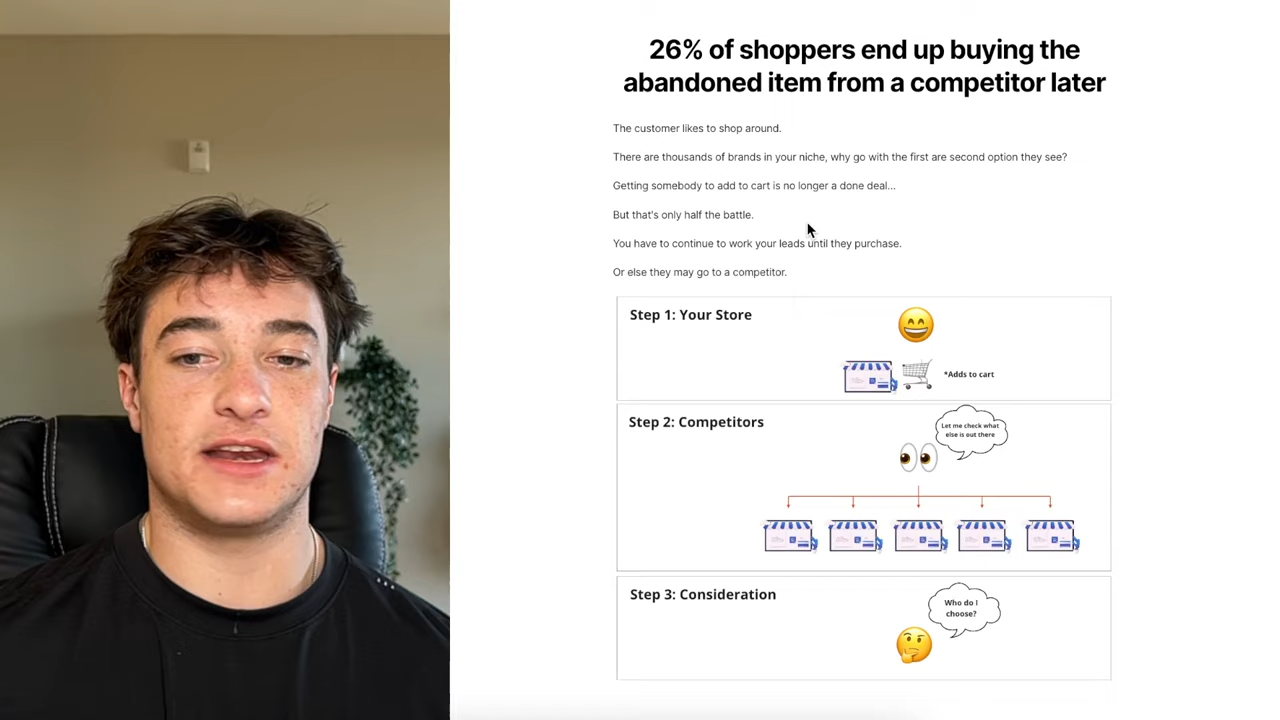 26% of shoppers end up buying the
abandoned item from a competitor later
The customer likes to shop around.
There are thousands of brands in your niche, why go with the first are second option they see?
Getting somebody to add to cart is no longer a done deal...
But that's only half the battle.
You have to continue to work your leads until they purchase.
Or else they may go to a competitor.
Step 1: Your Store
*Adds to cart
Step 2: Competitors
Let me check what
else is out there
Step 3: Consideration
Who do I
choose?